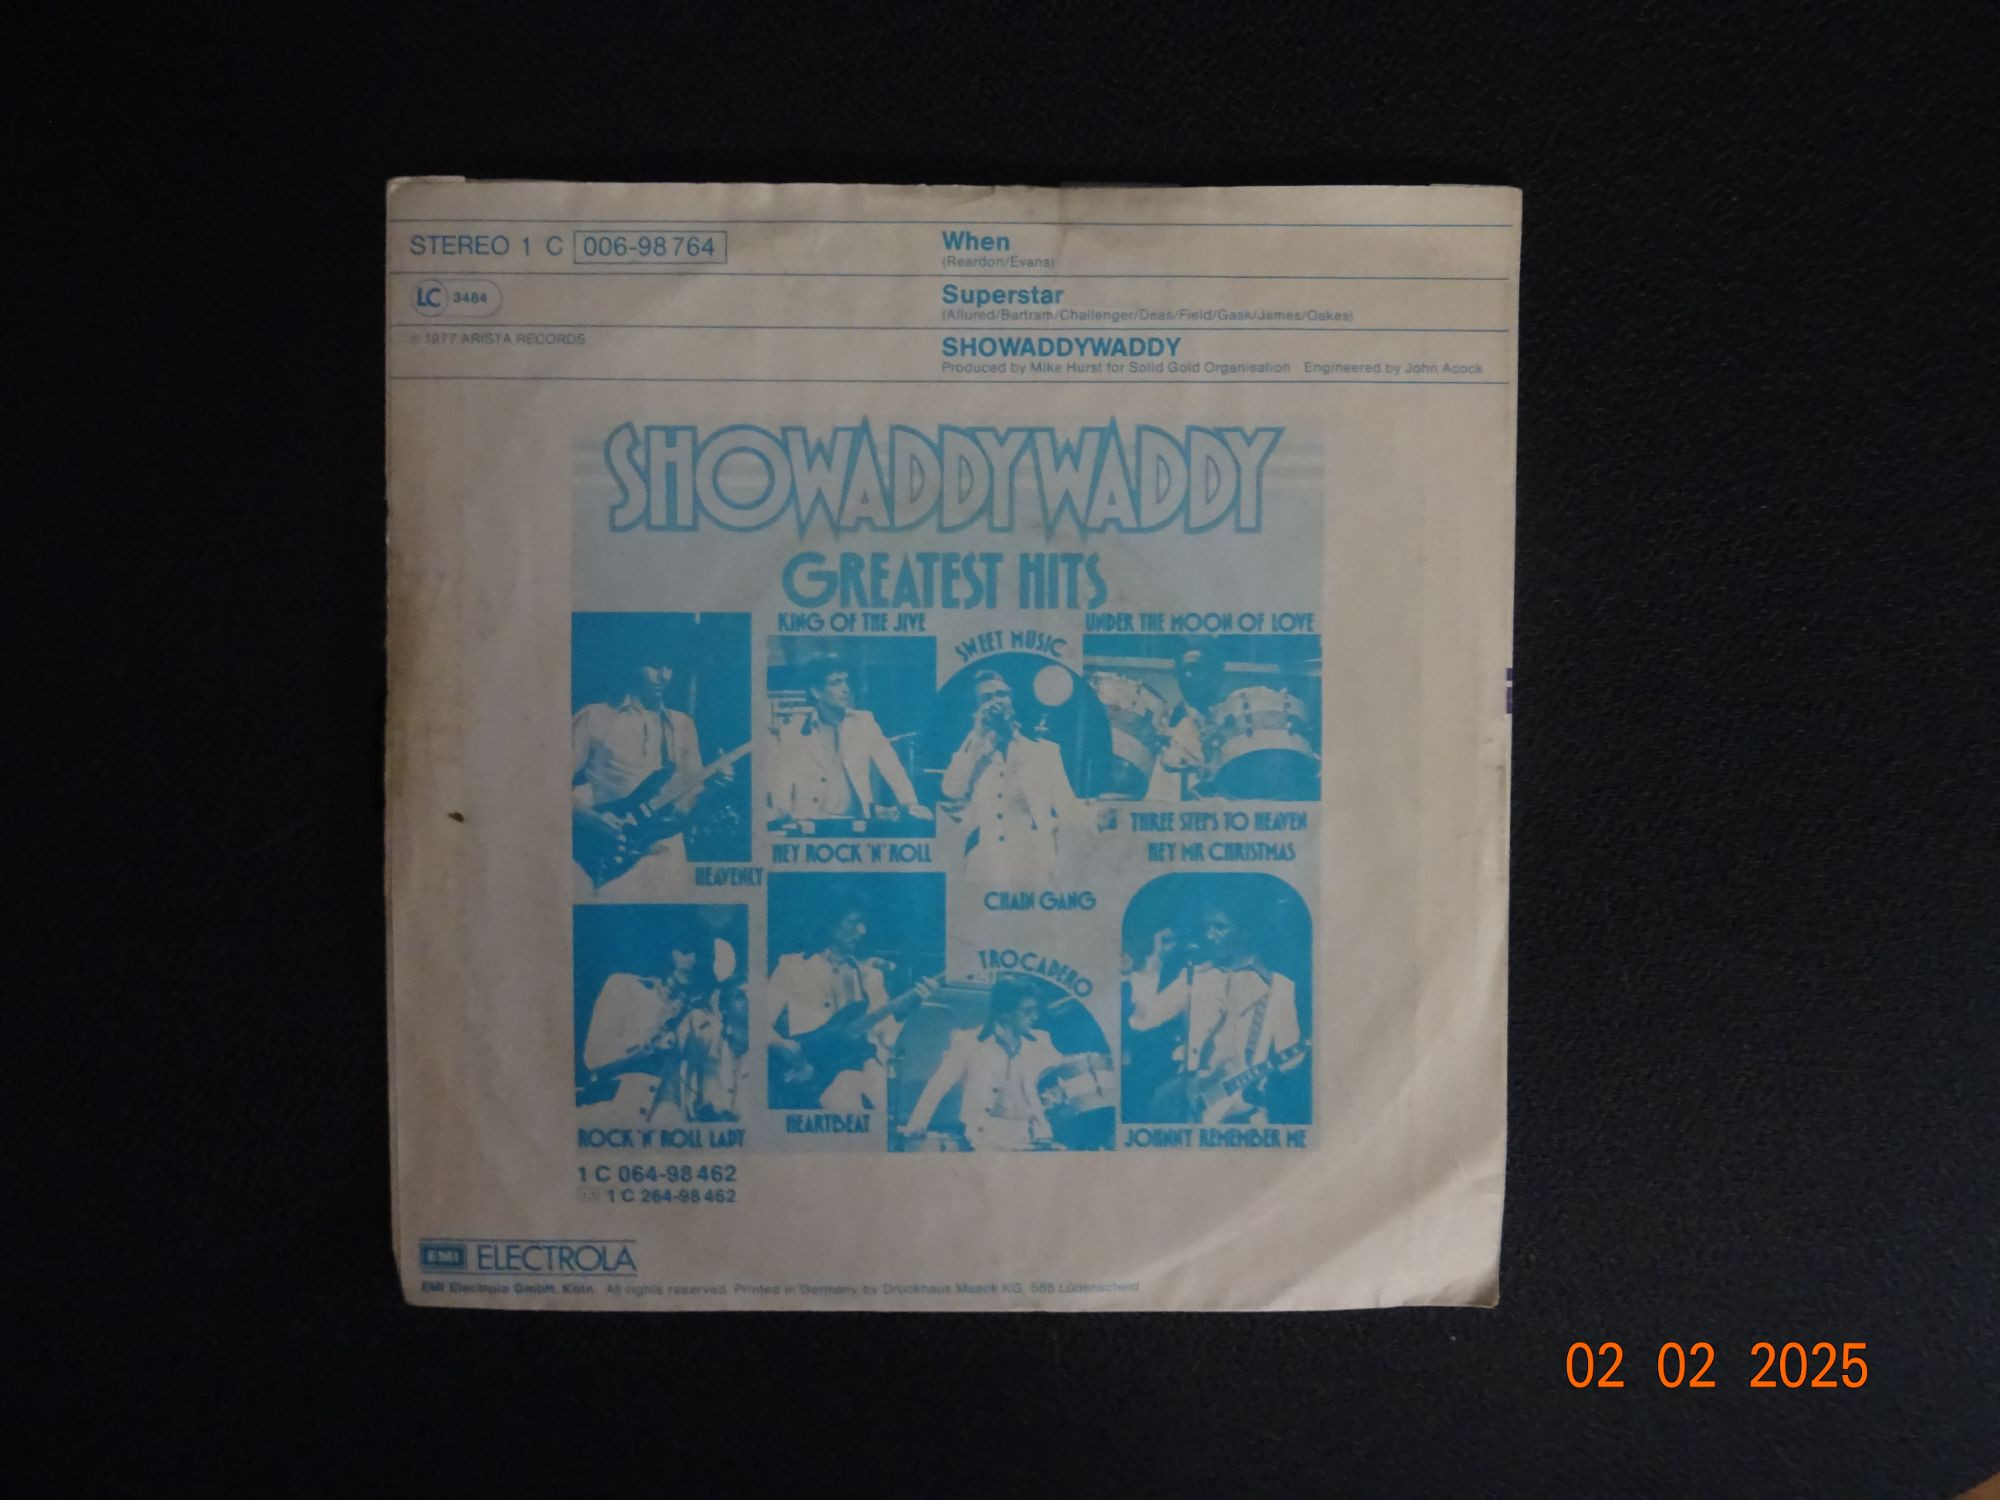 STEREO 1 C 006-98 764
When
(Reardon/Evans)
LC 3484
Superstar
(Allured/Bartram/Challenger/Deas/Field/Gask/James/Oakes)
℗ 1977 ARISTA RECORDS
SHOWADDYWADDY
Produced by Mike Hurst for Solid Gold Organisation · Engineered by John Acock
SHOWADDYWADDY
GREATEST HITS
KING OF THE JIVE
SWEET MUSIC
UNDER THE MOON OF LOVE
THREE STEPS TO HEAVEN
HEY ROCK 'N' ROLL
HEY MR CHRISTMAS
HEAVENLY
CHAIN GANG
TROCADERO
HEARTBEAT
ROCK 'N' ROLL LADY
JOHNNY REMEMBER ME
1 C 064-98 462
1 C 264-98 462
EMI ELECTROLA
EMI Electrola GmbH, Köln. All rights reserved. Printed in Germany by Druckhaus Maack KG, 588 Lüdenscheid
02 02 2025